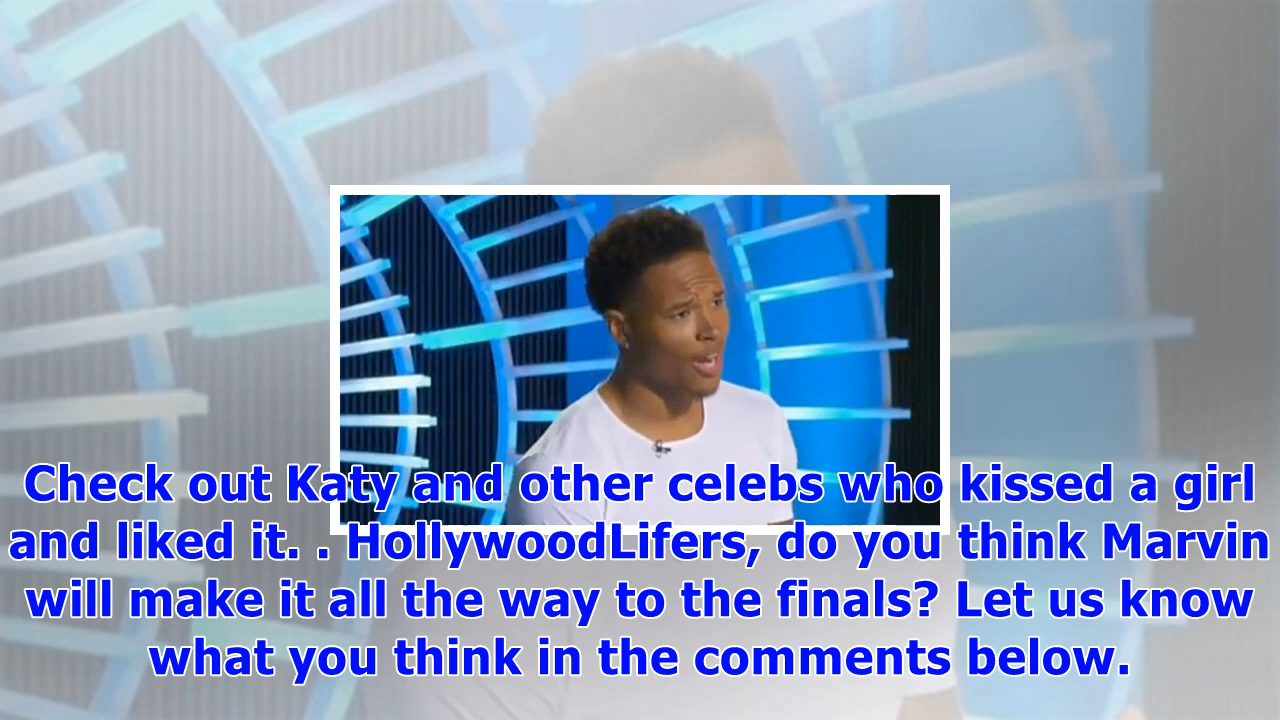 Check out Katy and other celebs who kissed a girl
and liked it. . HollywoodLifers, do you think Marvin
will make it all the way to the finals? Let us know
what you think in the comments below.